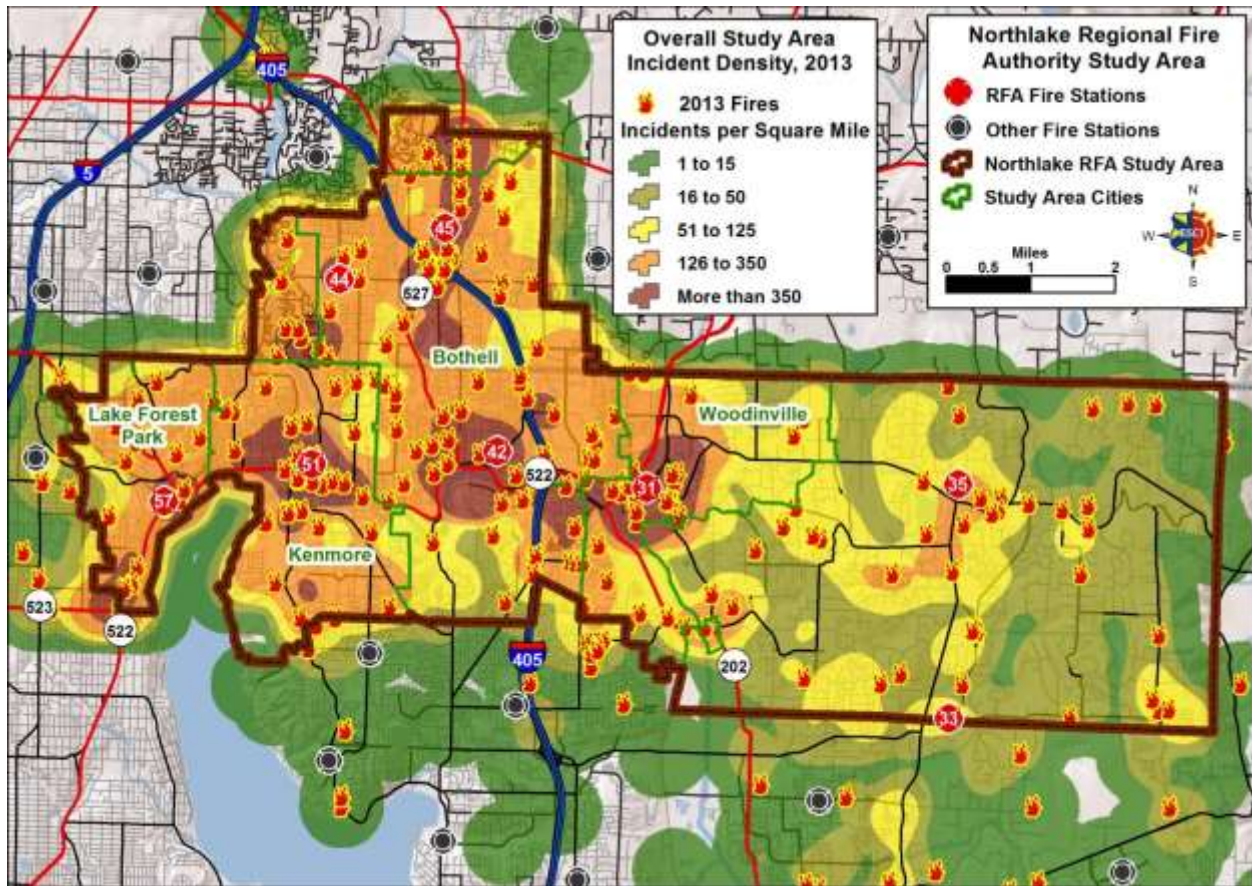 Overall Study Area
Incident Density, 2013
2013 Fires
Incidents per Square Mile
1 to 15
16 to 50
51 to 125
126 to 350
More than 350
Northlake Regional Fire
Authority Study Area
RFA Fire Stations
Other Fire Stations
Northlake RFA Study Area
Study Area Cities
N
W
E
S
ESCI
Miles
0 0.5 1 2
405
5
45
44
527
Bothell
Lake Forest
Park
Woodinville
51
42
522
31
35
57
Kenmore
523
522
405
202
33